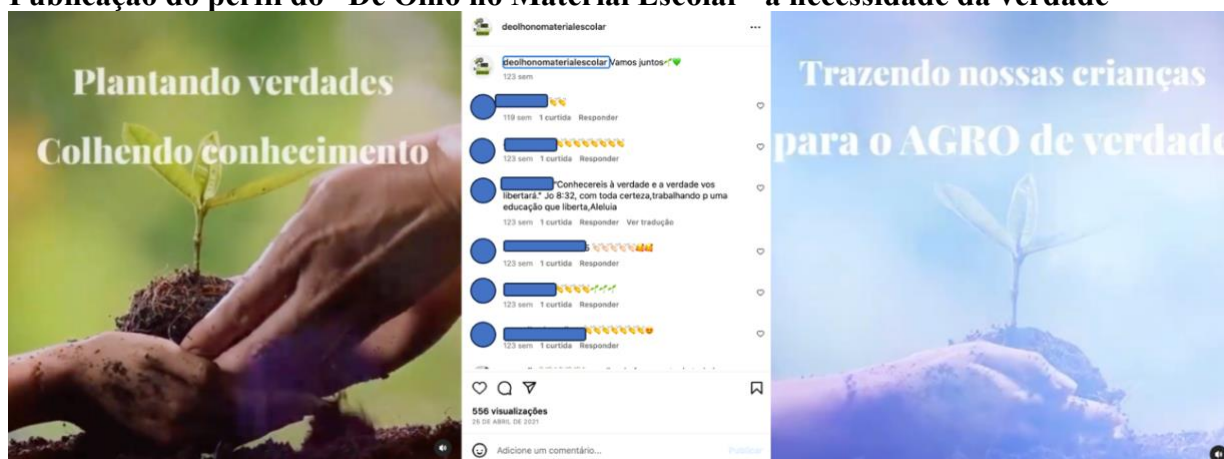 Publicação do perfil do "De Olho no Material Escolar" a necessidade da verdade
Plantando verdades
Colhendo conhecimento
deolhonomaterialescolar
deolhonomaterialescolar Vamos juntos
123 sem
119 sem 1 curtida Responder
123 sem 1 curtida Responder
"Conhecereis à verdade e a verdade vos
libertará." Jo 8:32, com toda certeza,trabalhando p uma
educação que liberta,Aleluia
123 sem 1 curtida Responder Ver tradução
123 sem 1 curtida Responder
123 sem 1 curtida Responder
123 sem 1 curtida Responder
556 visualizações
26 DE ABRIL DE 2021
Adicione um comentário...
Publicar
Trazendo nossas crianças
para o AGRO de verdade